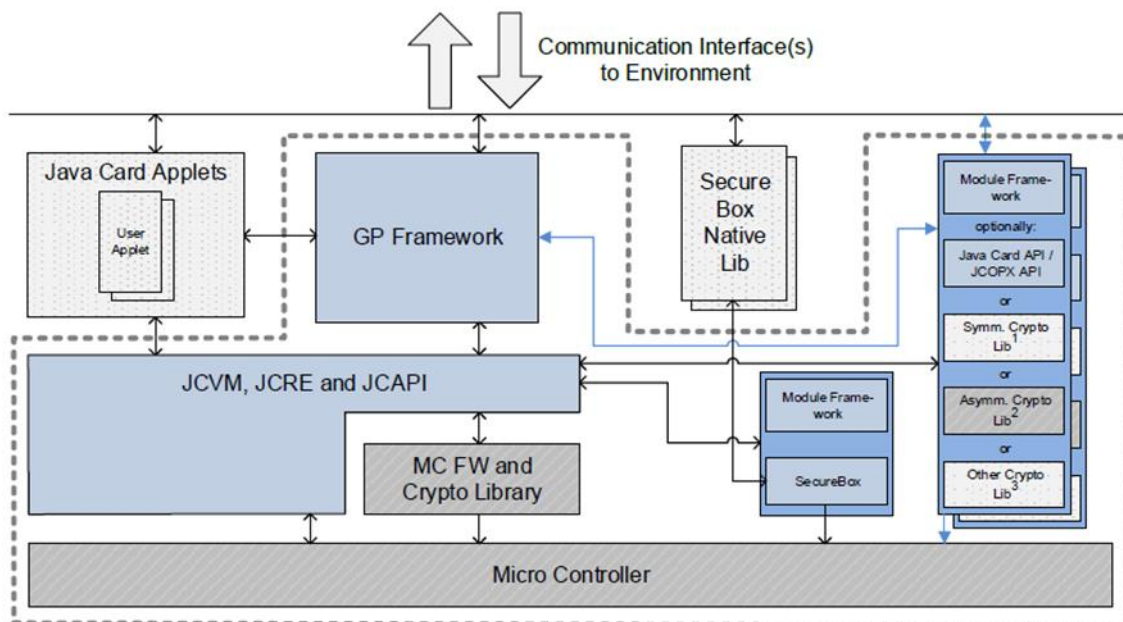 Communication Interface(s)
to Environment
Java Card Applets
User
Applet
GP Framework
Secure
Box
Native
Lib
Module Frame-
work
optionally:
Java Card API /
JCOPX API
or
Symm. Crypto
Lib1
or
Asymm. Crypto
Lib2
or
Other Crypto
Lib3
JCVM, JCRE and JCAPI
MC FW and
Crypto Library
Module Frame-
work
SecureBox
Micro Controller